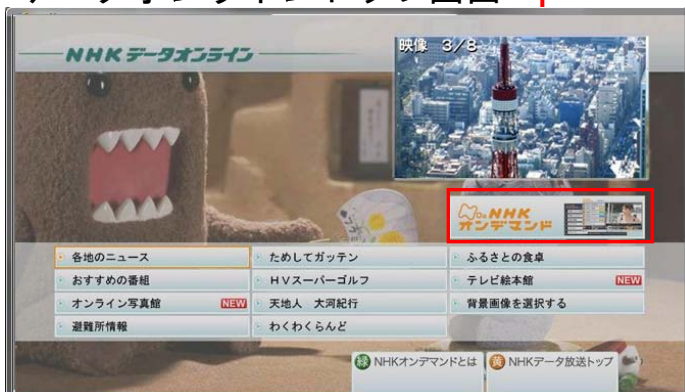 NHKデータオンライン
映像 3/8
NHK
オンデマンド
各地のニュース
ためしてガッテン
ふるさとの食卓
おすすめの番組
HVスーパーゴルフ
テレビ絵本館 NEW
オンライン写真館 NEW
天地人 大河紀行
背景画像を選択する
避難所情報
わくわくらんど
緑 NHKオンデマンドとは
黄 NHKデータ放送トップ